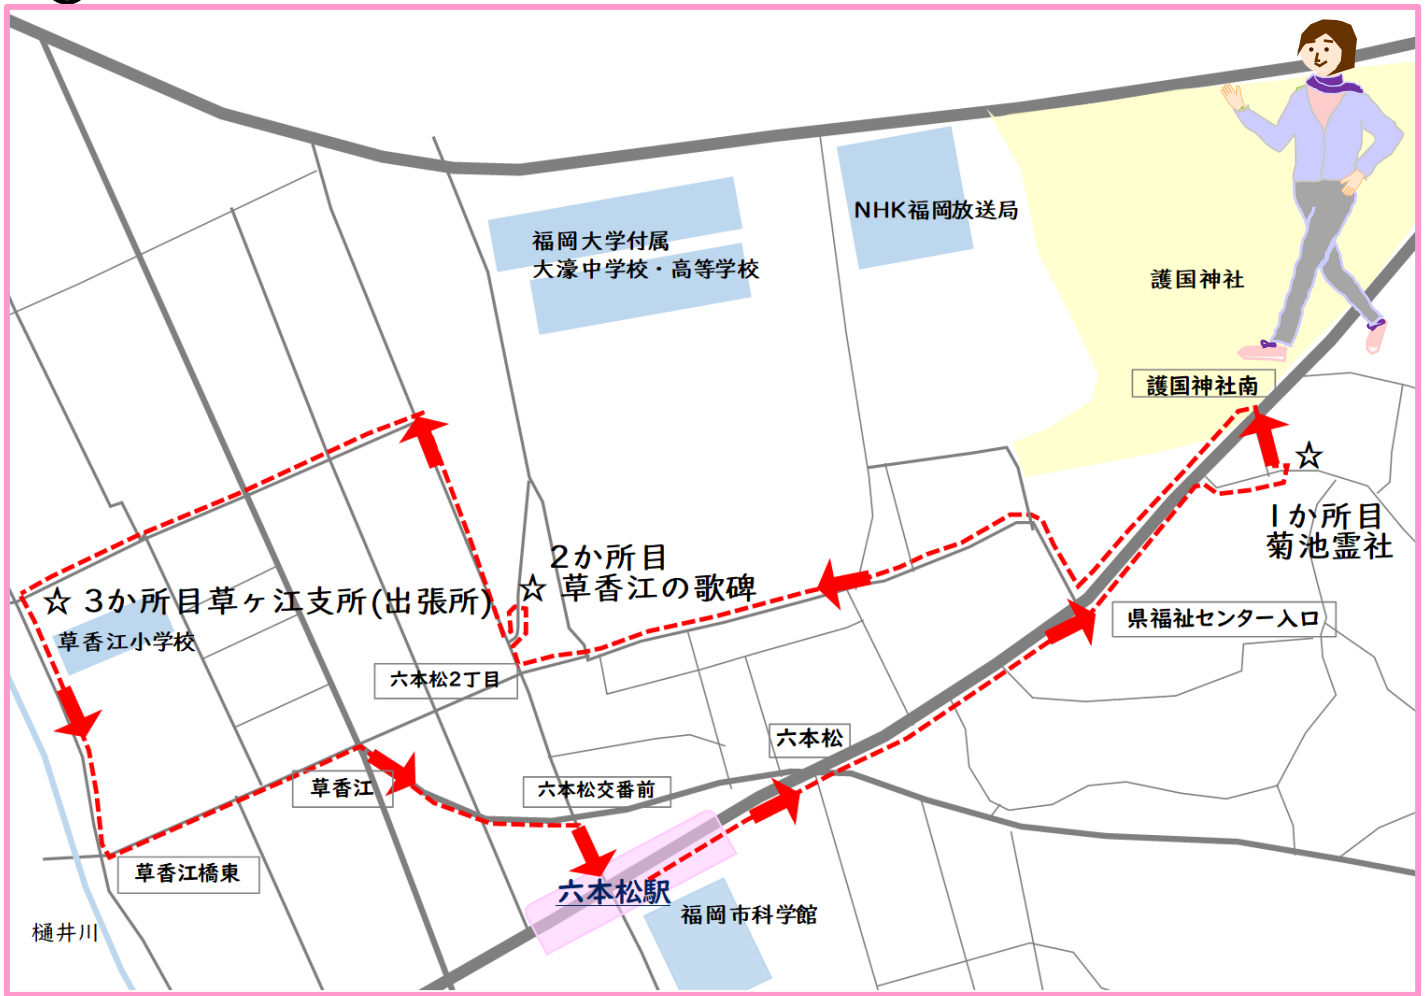 NHK福岡放送局
福岡大学付属
大濠中学校・高等学校
護国神社
護国神社南
☆
1か所目
菊池霊社
2か所目
☆ 草香江の歌碑
☆ 3か所目草ヶ江支所(出張所)
草香江小学校
県福祉センター入口
六本松2丁目
六本松
草香江
六本松交番前
草香江橋東
六本松駅
福岡市科学館
樋井川